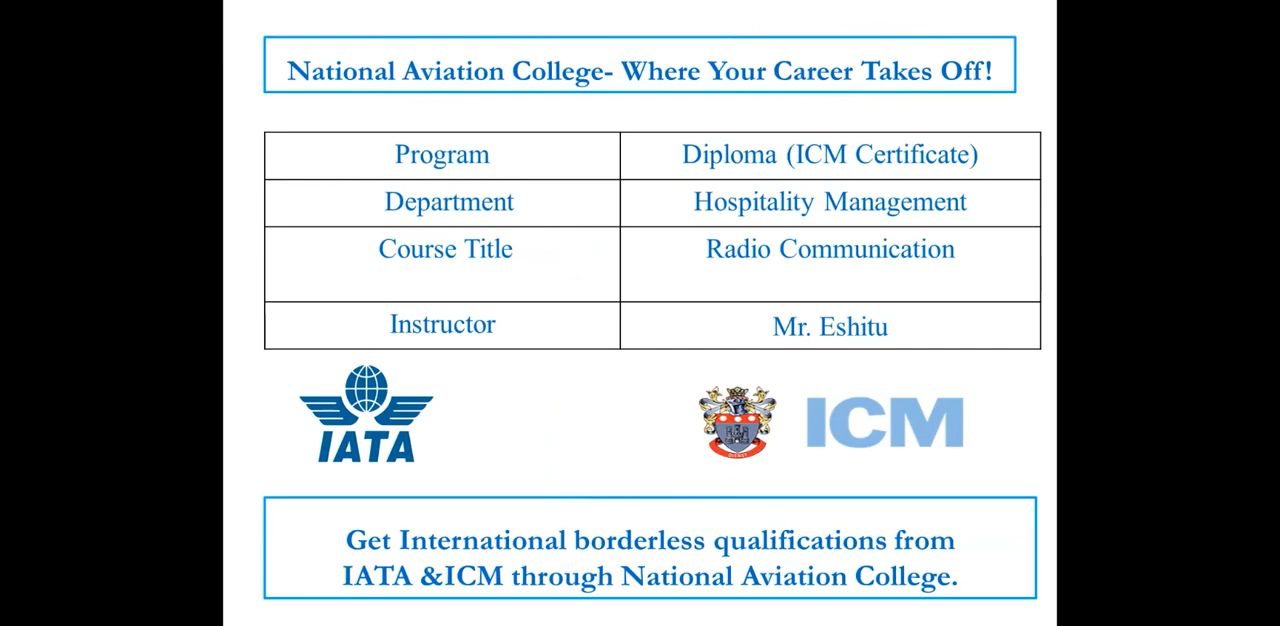 National Aviation College- Where Your Career Takes Off!
Program Diploma (ICM Certificate)
Department Hospitality Management
Course Title Radio Communication
Instructor Mr. Eshitu
IATA
ICM
Get International borderless qualifications from
IATA &ICM through National Aviation College.